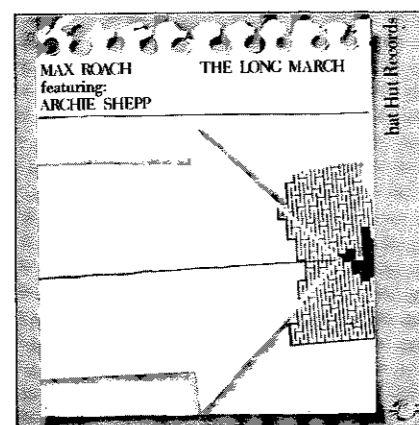 MAX ROACH
featuring:
ARCHIE SHEPP
THE LONG MARCH
hat Hut Records